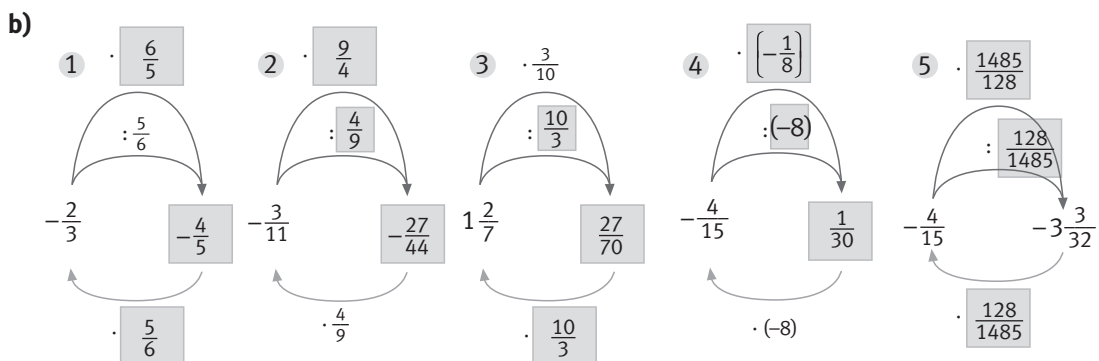 b)
1 · 6/5
: 5/6
−2/3 −4/5
· 5/6
2 · 9/4
: 4/9
−3/11 −27/44
· 4/9
3 · 3/10
: 10/3
1 2/7 27/70
· 10/3
4 · (−1/8)
:(−8)
−4/15 1/30
· (−8)
5 · 1485/128
: 128/1485
−4/15 −3 3/32
· 128/1485